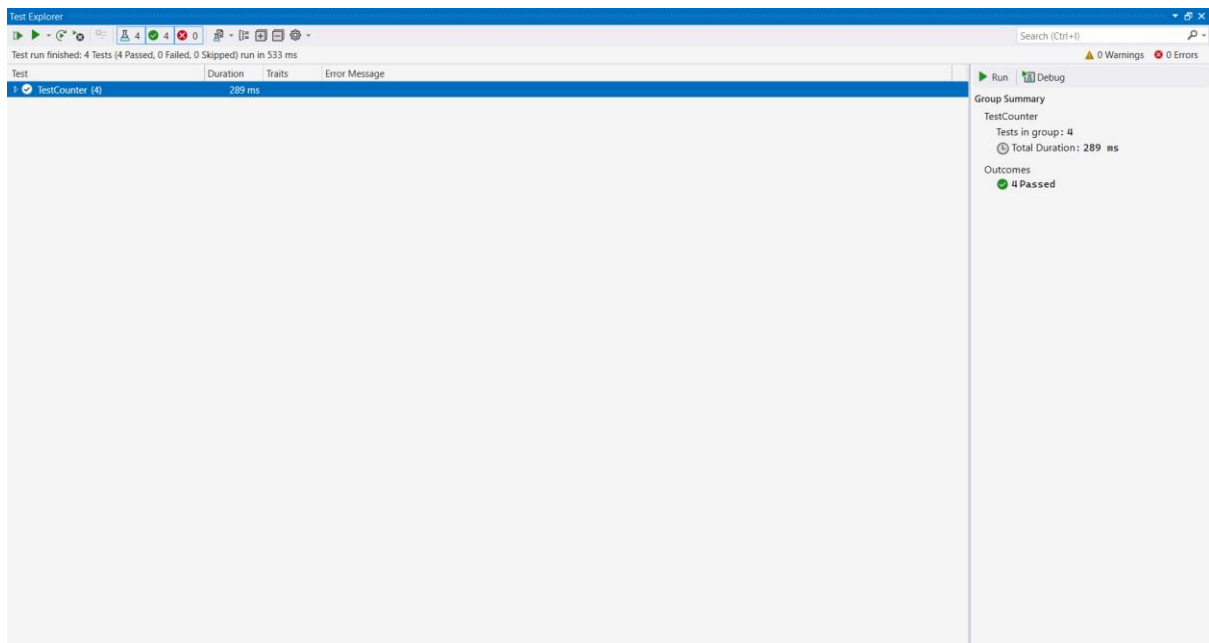 Test Explorer
4 4 0
Search (Ctrl+I)
Test run finished: 4 Tests (4 Passed, 0 Failed, 0 Skipped) run in 533 ms
0 Warnings 0 Errors
Test Duration Traits Error Message
TestCounter (4) 289 ms
Run Debug
Group Summary
TestCounter
Tests in group: 4
Total Duration: 289 ms
Outcomes
4 Passed